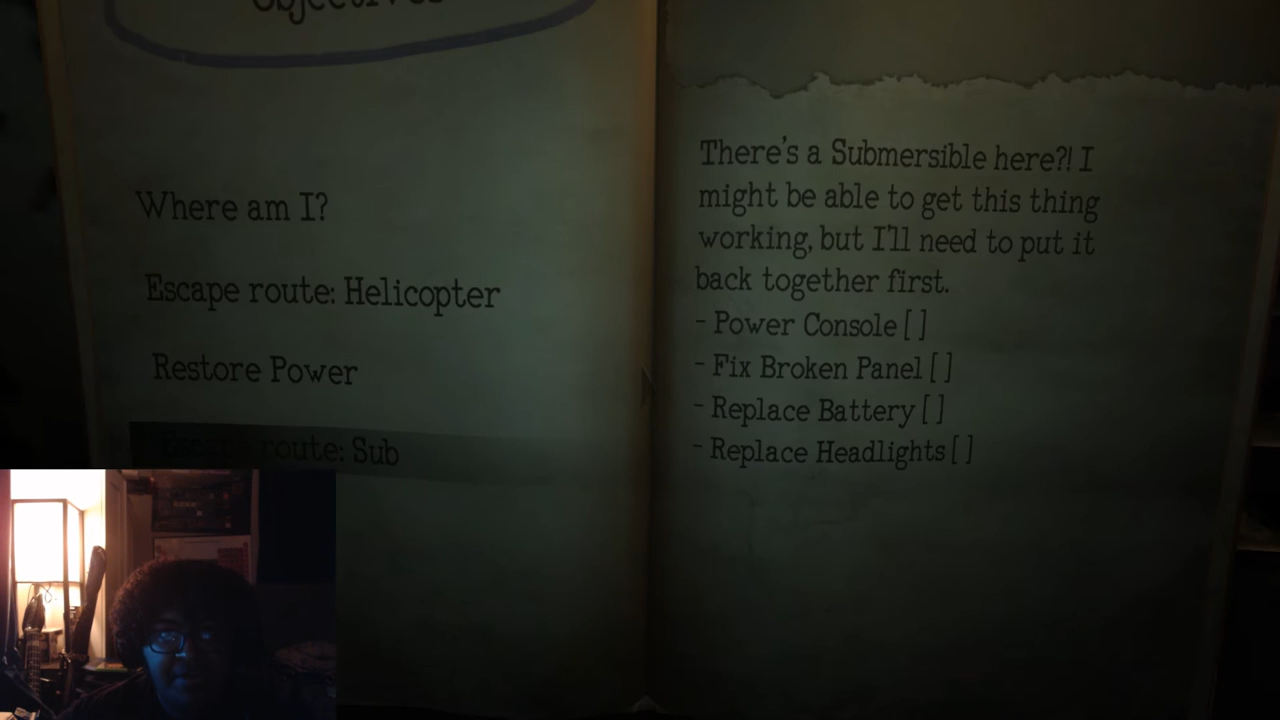 Objectives
Where am I?
Escape route: Helicopter
Restore Power
Escape route: Sub
There's a Submersible here?! I
might be able to get this thing
working, but I'll need to put it
back together first.
- Power Console [ ]
- Fix Broken Panel [ ]
- Replace Battery [ ]
- Replace Headlights [ ]